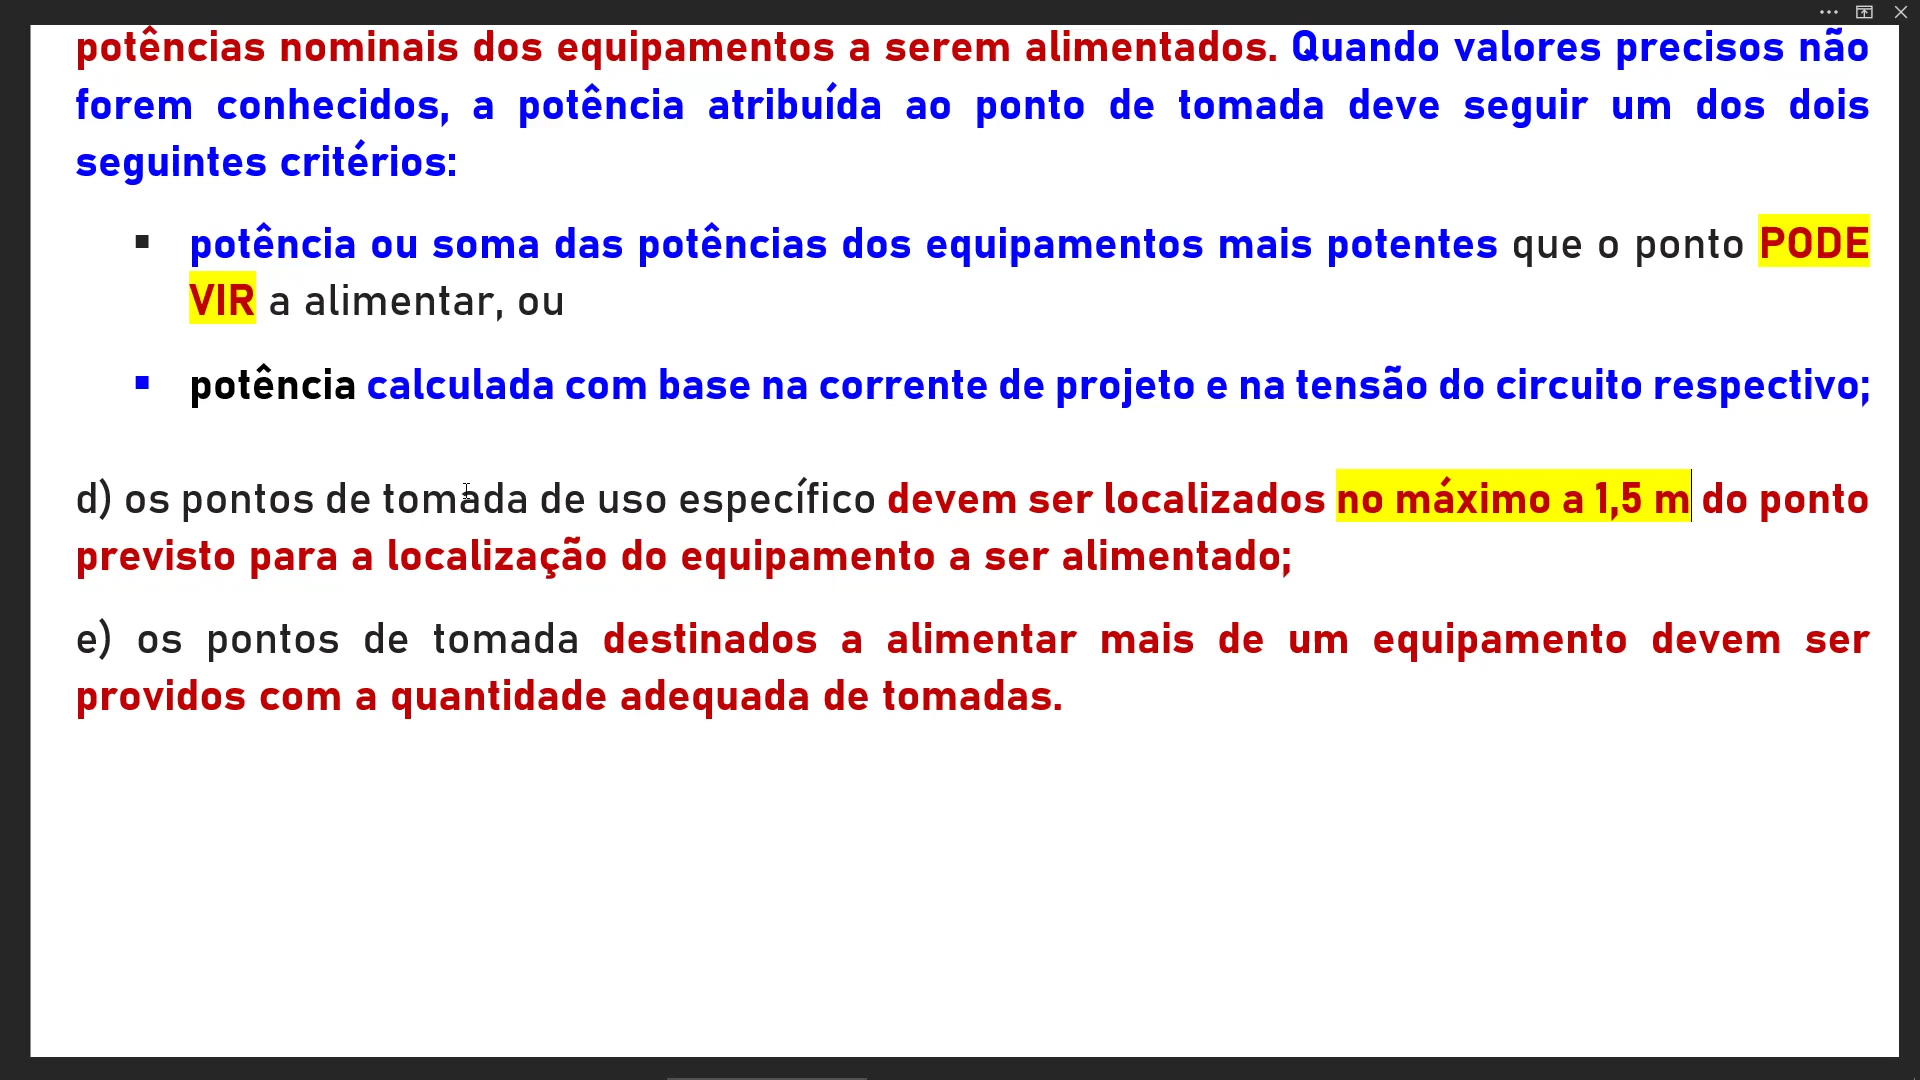 potências nominais dos equipamentos a serem alimentados. Quando valores precisos não
forem conhecidos, a potência atribuída ao ponto de tomada deve seguir um dos dois
seguintes critérios:
▪ potência ou soma das potências dos equipamentos mais potentes que o ponto PODE
VIR a alimentar, ou
▪ potência calculada com base na corrente de projeto e na tensão do circuito respectivo;
d) os pontos de tomada de uso específico devem ser localizados no máximo a 1,5 m do ponto
previsto para a localização do equipamento a ser alimentado;
e) os pontos de tomada destinados a alimentar mais de um equipamento devem ser
providos com a quantidade adequada de tomadas.